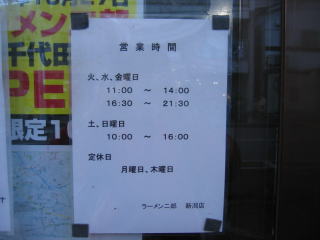 営業時間
火、水、金曜日
11:00 ～ 14:00
16:30 ～ 21:30
土、日曜日
10:00 ～ 16:00
定休日
月曜日、木曜日
ラーメン二郎 新潟店
メン
千代田
PE
限定10